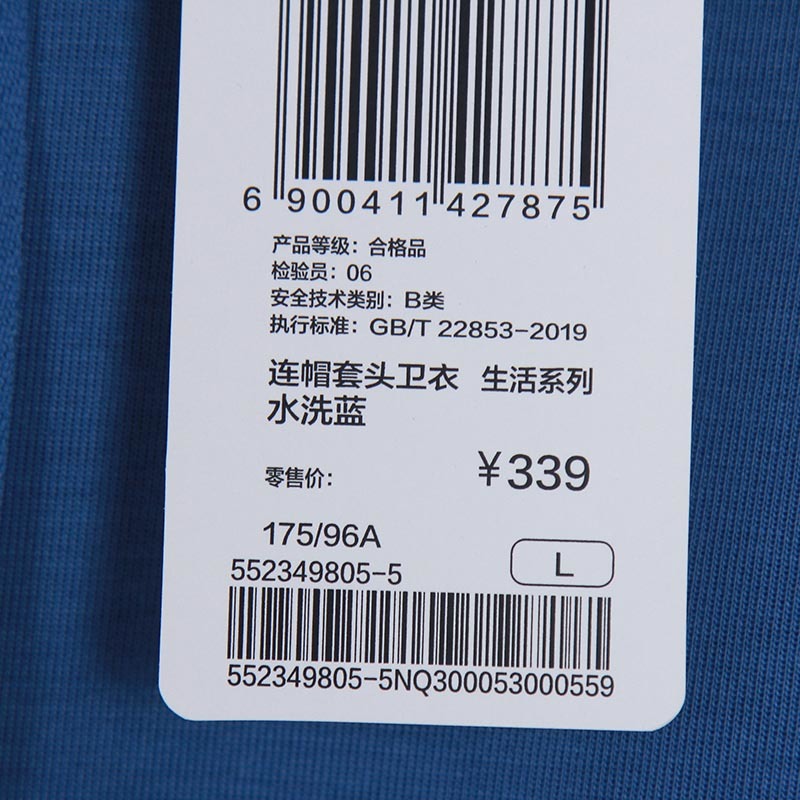 6 900411 427875
产品等级：合格品
检验员：06
安全技术类别：B类
执行标准：GB/T 22853-2019
连帽套头卫衣 生活系列
水洗蓝
零售价： ¥339
175/96A
L
552349805-5
552349805-5NQ300053000559